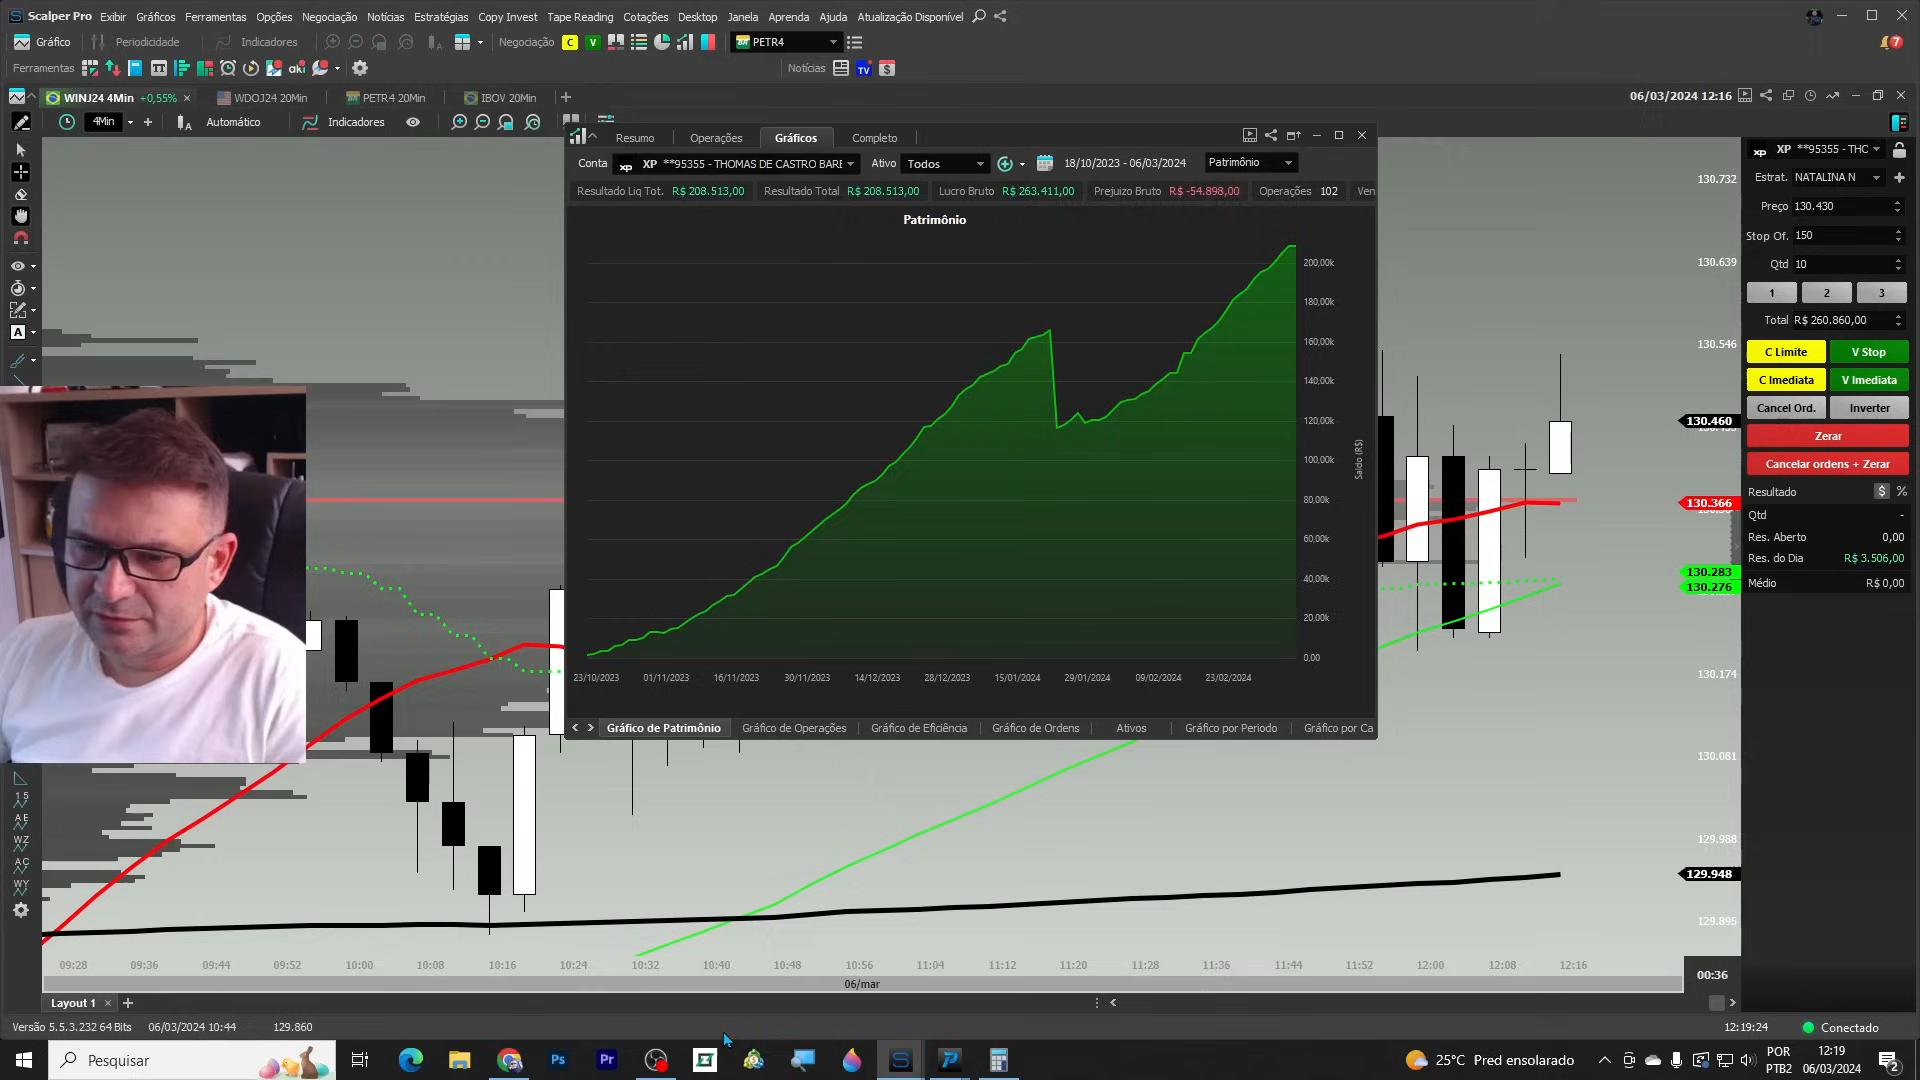 Scalper Pro Exibir Gráficos Ferramentas Opções Negociação Notícias Estratégias Copy Invest Tape Reading Cotações Desktop Janela Aprenda Ajuda Atualização Disponível
Gráfico Periodicidade Indicadores Negociação C V PETR4 7
Ferramentas Notícias TV $
WINJ24 4Min +0,55% WDOJ24 20Min PETR4 20Min IBOV 20Min 06/03/2024 12:16
4Min Automático Indicadores
Resumo Operações Gráficos Completo
Conta XP XP **95355 - THOMAS DE CASTRO BARE Ativo Todos 18/10/2023 - 06/03/2024 Patrimônio
Resultado Liq Tot. R$ 208.513,00 Resultado Total R$ 208.513,00 Lucro Bruto R$ 263.411,00 Prejuizo Bruto R$ -54.898,00 Operações 102 Ven
Patrimônio
200,00k
180,00k
160,00k
140,00k
120,00k
100,00k
80,00k
60,00k
40,00k
20,00k
0,00
Saldo (R$)
23/10/2023 01/11/2023 16/11/2023 30/11/2023 14/12/2023 28/12/2023 15/01/2024 29/01/2024 09/02/2024 23/02/2024
Gráfico de Patrimônio Gráfico de Operações Gráfico de Eficiência Gráfico de Ordens Ativos Gráfico por Periodo Gráfico por Ca
130.732
130.639
130.546
130.460
130.366
130.283
130.276
130.174
130.081
129.988
129.948
129.895
XP XP **95355 - THC
Estrat. NATALINA N
Preço 130.430
Stop Of. 150
Qtd 10
1 2 3
Total R$ 260.860,00
C Limite V Stop
C Imediata V Imediata
Cancel Ord. Inverter
Zerar
Cancelar ordens + Zerar
Resultado $ %
Qtd -
Res. Aberto 0,00
Res. do Dia R$ 3.506,00
Médio R$ 0,00
A
15
AE
WZ
AC
WY
09:28 09:36 09:44 09:52 10:00 10:08 10:16 10:24 10:32 10:40 10:48 10:56 11:04 11:12 11:20 11:28 11:36 11:44 11:52 12:00 12:08 12:16
06/mar 00:36
Layout 1
Versão 5.5.3.232 64 Bits 06/03/2024 10:44 129.860 12:19:24 Conectado
Pesquisar Ps Pr 25°C Pred ensolarado POR 12:19
PTB2 06/03/2024 2